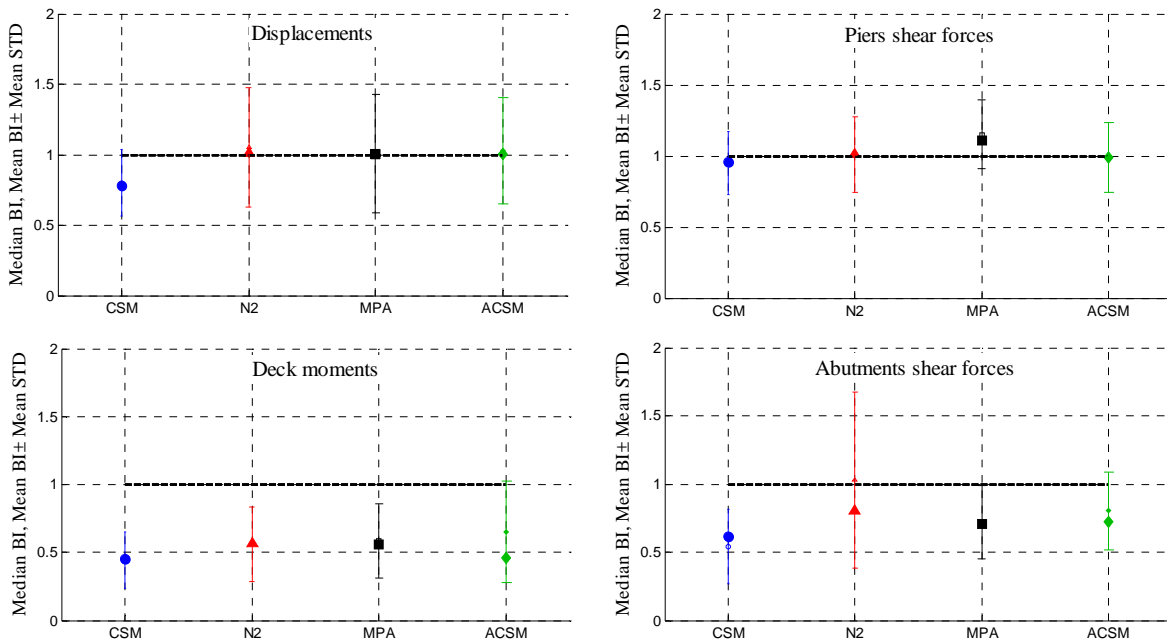 Displacements
Median BI, Mean BI± Mean STD
2
1.5
1
0.5
0
CSM N2 MPA ACSM
Piers shear forces
Median BI, Mean BI± Mean STD
2
1.5
1
0.5
0
CSM N2 MPA ACSM
Deck moments
Median BI, Mean BI± Mean STD
2
1.5
1
0.5
0
CSM N2 MPA ACSM
Abutments shear forces
Median BI, Mean BI± Mean STD
2
1.5
1
0.5
0
CSM N2 MPA ACSM